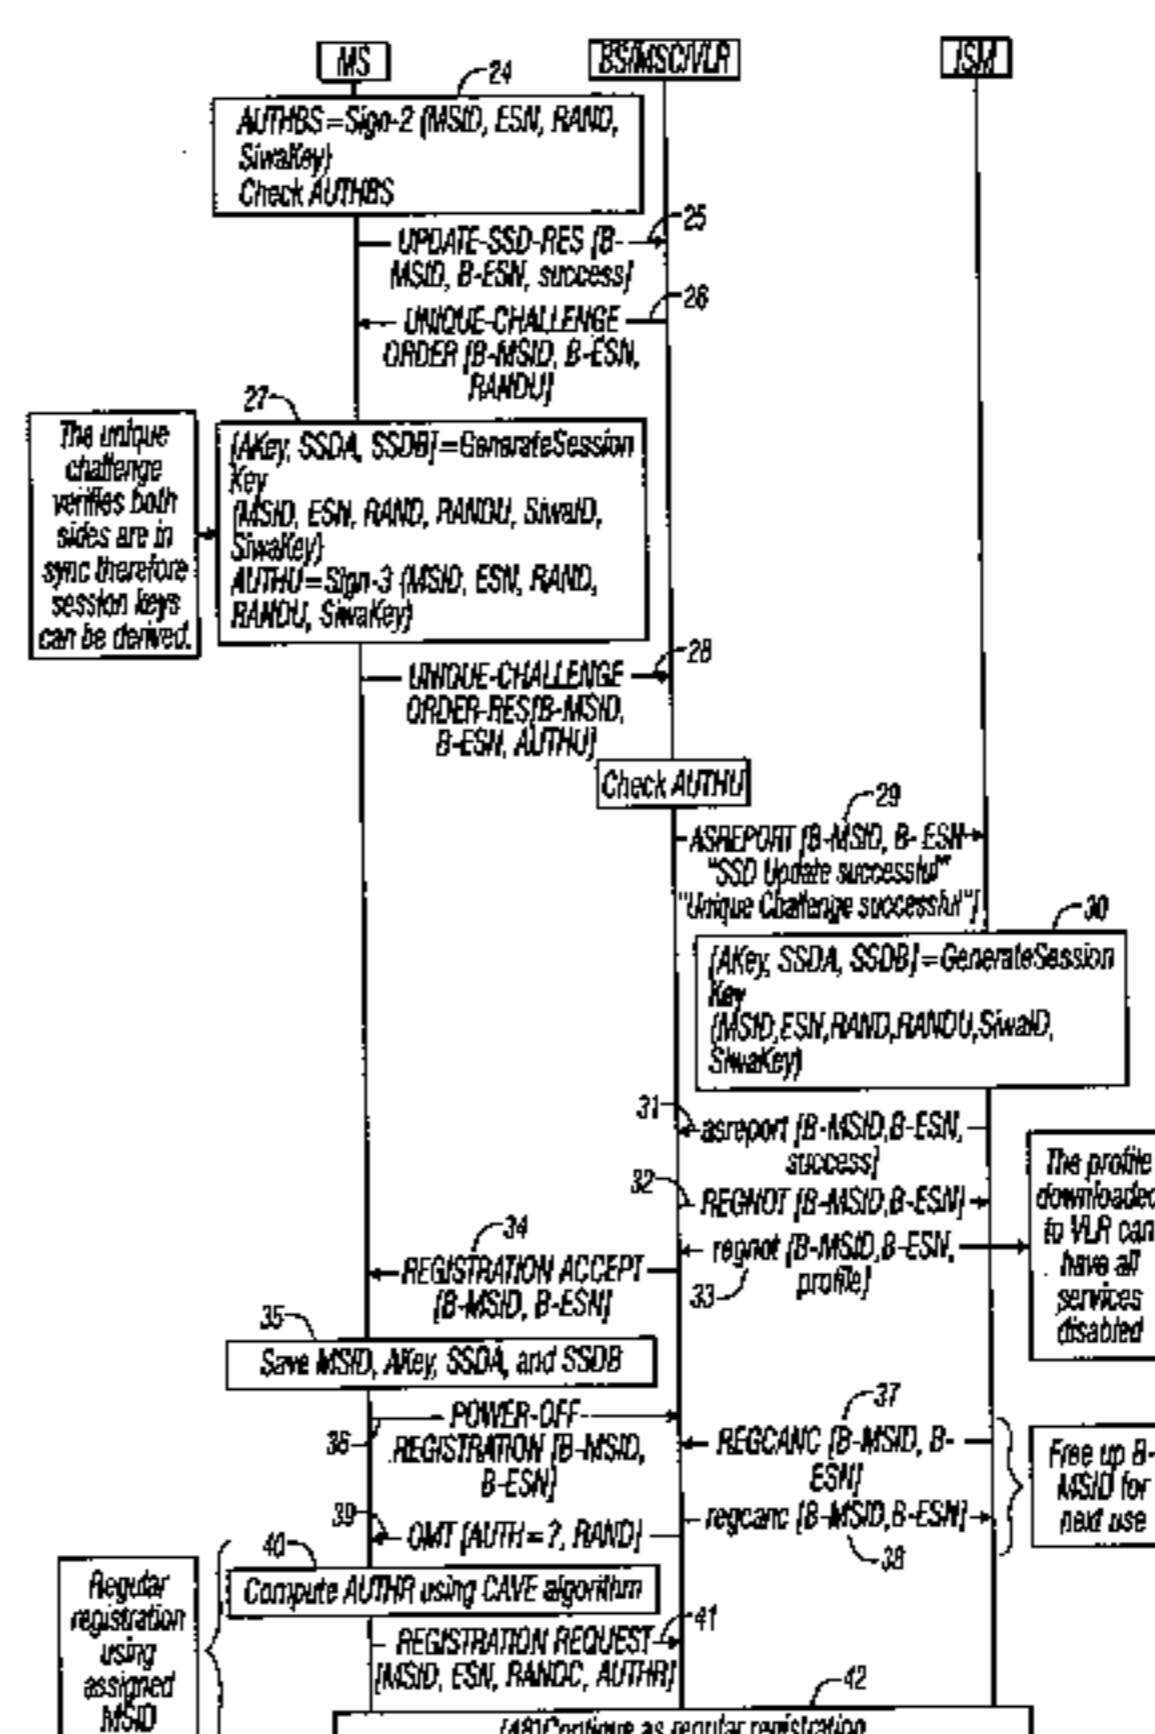 MS
BS/MSC/VLR
ISM
24
AUTHBS=Sign-2 (MSID, ESN, RAND,
SiwaKey)
Check AUTHBS
25
UPDATE-SSD-RES [B-
MSID, B-ESN, success]
26
UNIQUE-CHALLENGE
ORDER [B-MSID, B-ESN,
RANDU]
27
The unique
challenge
verifies both
sides are in
sync therefore
session keys
can be derived.
[AKey, SSDA, SSDB]=GenerateSession
Key
(MSID, ESN, RAND, RANDU, SiwaID,
SiwaKey)
AUTHU=Sign-3 (MSID, ESN, RAND,
RANDU, SiwaKey)
28
UNIQUE-CHALLENGE
ORDER-RES[B-MSID,
B-ESN, AUTHU]
Check AUTHU
29
ASREPORT [B-MSID, B- ESN
"SSD Update successful"
"Unique Challenge successful"]
30
[AKey, SSDA, SSDB]=GenerateSession
Key
(MSID,ESN,RAND,RANDU,SiwaID,
SiwaKey)
31
asreport [B-MSID,B-ESN,
success]
32
REGNOT [B-MSID,B-ESN]
The profile
downloaded
to VLR can
have all
services
disabled
34
regnot [B-MSID,B-ESN,
profile]
33
REGISTRATION ACCEPT
[B-MSID, B-ESN]
35
Save MSID, AKey, SSDA, and SSDB
36
POWER-OFF
REGISTRATION [B-MSID,
B-ESN]
37
REGCANC [B-MSID, B-
ESN]
Free up B-
MSID for
next use
regcanc [B-MSID,B-ESN]
38
39
OMT [AUTH=?, RAND]
40
Compute AUTHR using CAVE algorithm
Regular
registration
using
assigned
MSID
41
REGISTRATION REQUEST
[MSID, ESN, RANDC, AUTHR]
42
[48]Continue as regular registration